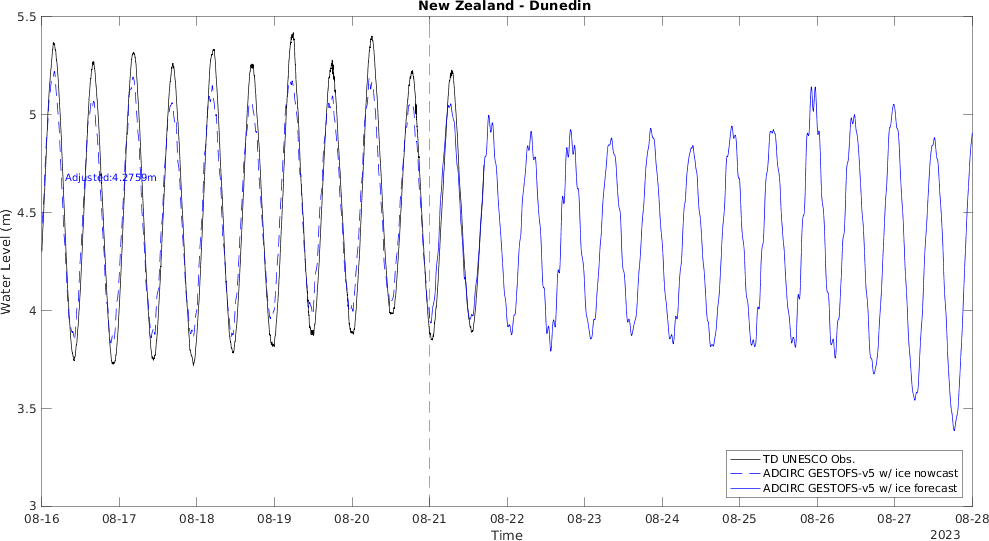 New Zealand - Dunedin
5.5
5
4.5
4
3.5
3
Water Level (m)
Adjusted:4.2759m
TD UNESCO Obs.
ADCIRC GESTOFS-v5 w/ ice nowcast
ADCIRC GESTOFS-v5 w/ ice forecast
08-16 08-17 08-18 08-19 08-20 08-21 08-22 08-23 08-24 08-25 08-26 08-27 08-28
Time
2023